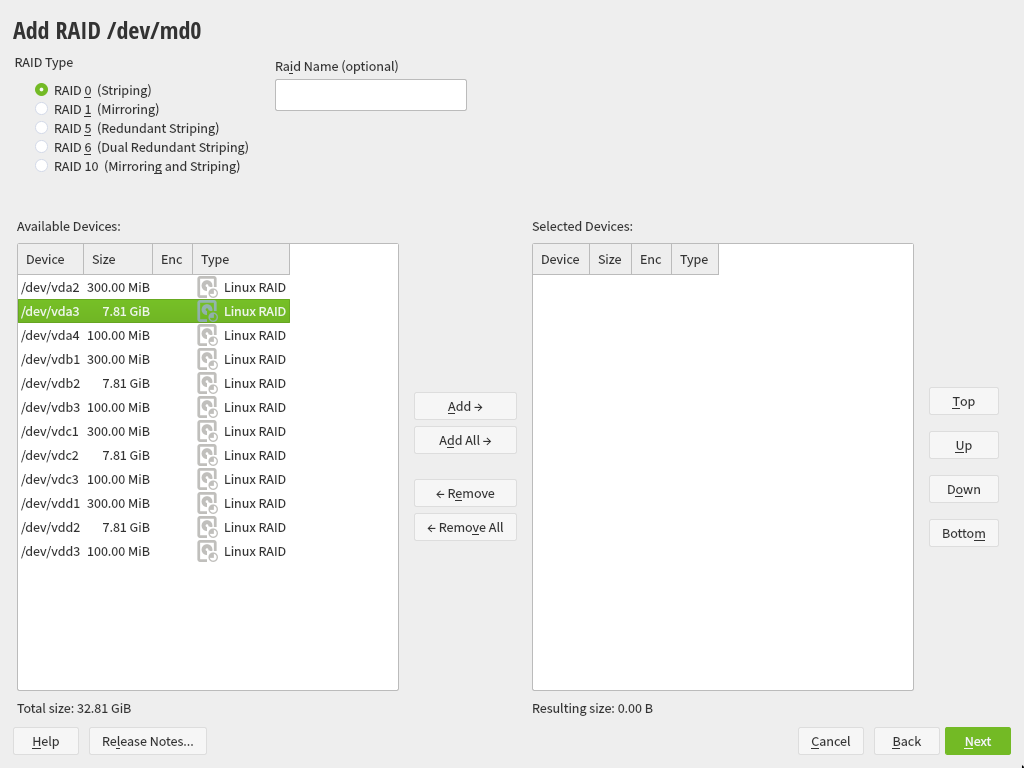 Add RAID /dev/md0
RAID Type
Raid Name (optional)
RAID 0 (Striping)
RAID 1 (Mirroring)
RAID 5 (Redundant Striping)
RAID 6 (Dual Redundant Striping)
RAID 10 (Mirroring and Striping)
Available Devices:
Device Size Enc Type
/dev/vda2 300.00 MiB Linux RAID
/dev/vda3 7.81 GiB Linux RAID
/dev/vda4 100.00 MiB Linux RAID
/dev/vdb1 300.00 MiB Linux RAID
/dev/vdb2 7.81 GiB Linux RAID
/dev/vdb3 100.00 MiB Linux RAID
/dev/vdc1 300.00 MiB Linux RAID
/dev/vdc2 7.81 GiB Linux RAID
/dev/vdc3 100.00 MiB Linux RAID
/dev/vdd1 300.00 MiB Linux RAID
/dev/vdd2 7.81 GiB Linux RAID
/dev/vdd3 100.00 MiB Linux RAID
Total size: 32.81 GiB
Add →
Add All →
← Remove
← Remove All
Selected Devices:
Device Size Enc Type
Resulting size: 0.00 B
Top
Up
Down
Bottom
Help
Release Notes...
Cancel
Back
Next